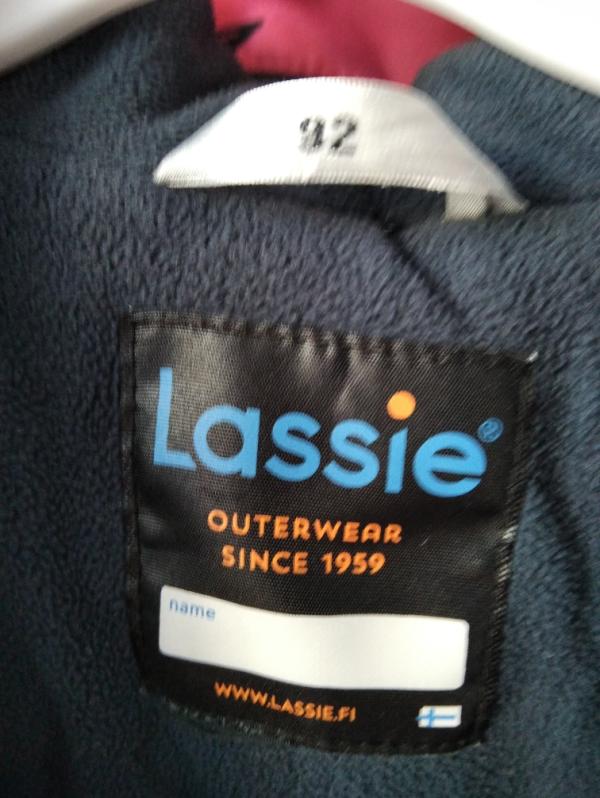 92
Lassie®
OUTERWEAR
SINCE 1959
name
WWW.LASSIE.FI